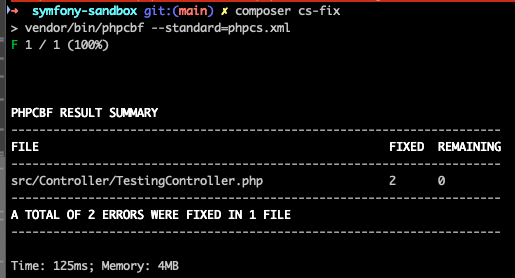 → symfony-sandbox git:(main) ✗ composer cs-fix
> vendor/bin/phpcbf --standard=phpcs.xml
F 1 / 1 (100%)
PHPCBF RESULT SUMMARY
----------------------------------------------------------------------
FILE FIXED REMAINING
----------------------------------------------------------------------
src/Controller/TestingController.php 2 0
----------------------------------------------------------------------
A TOTAL OF 2 ERRORS WERE FIXED IN 1 FILE
----------------------------------------------------------------------
Time: 125ms; Memory: 4MB